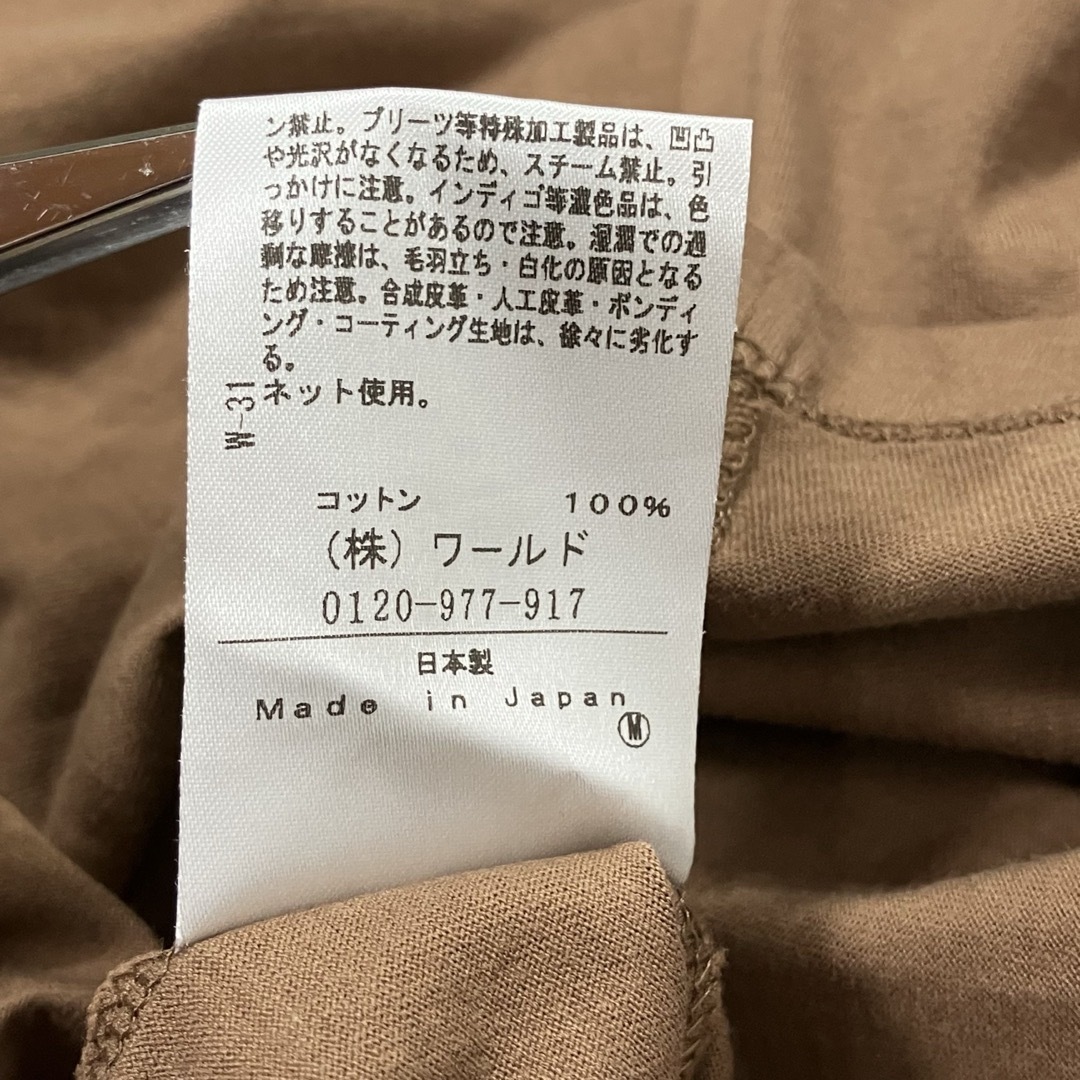 ン禁止。プリーツ等特殊加工製品は、凹凸
や光沢がなくなるため、スチーム禁止。引
っかけに注意。インディゴ等濃色品は、色
移りすることがあるので注意。湿潤での過
剰な摩擦は、毛羽立ち・白化の原因となる
ため注意。合成皮革・人工皮革・ボンディ
ング・コーティング生地は、徐々に劣化す
る。
ネット使用。
W-31
コットン 100%
(株)ワールド
0120-977-917
日本製
Made in Japan
M